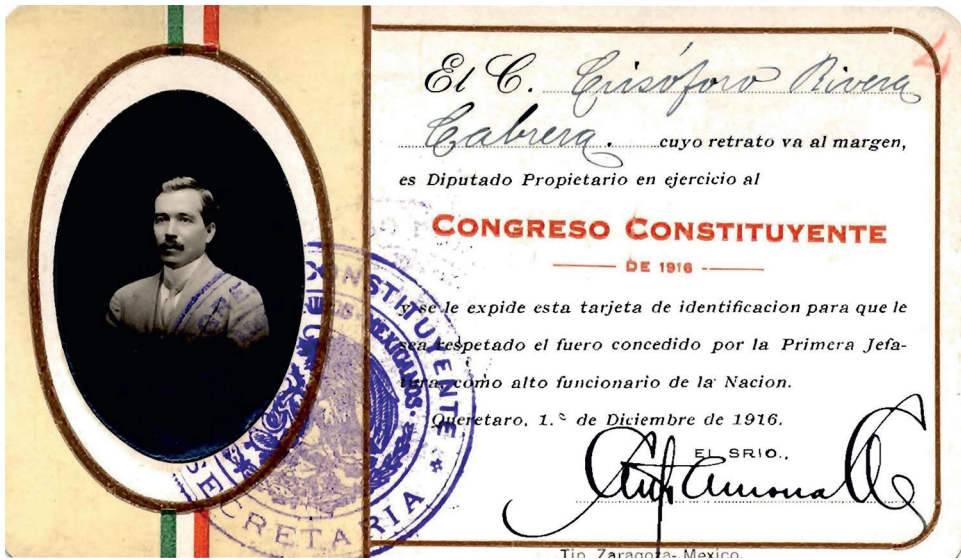 El C. Crisóforo Rivera
Cabrera. cuyo retrato va al margen,
es Diputado Propietario en ejercicio al
CONGRESO CONSTITUYENTE
DE 1916
y se le expide esta tarjeta de identificacion para que le
sea respetado el fuero concedido por la Primera Jefa-
tura, como alto funcionario de la Nacion.
Queretaro, 1.º de Diciembre de 1916.
EL SRIO.,
Tip. Zaragoza-Mexico.
CONSTITUYENTE
MEXICANOS.
SECRETARIA